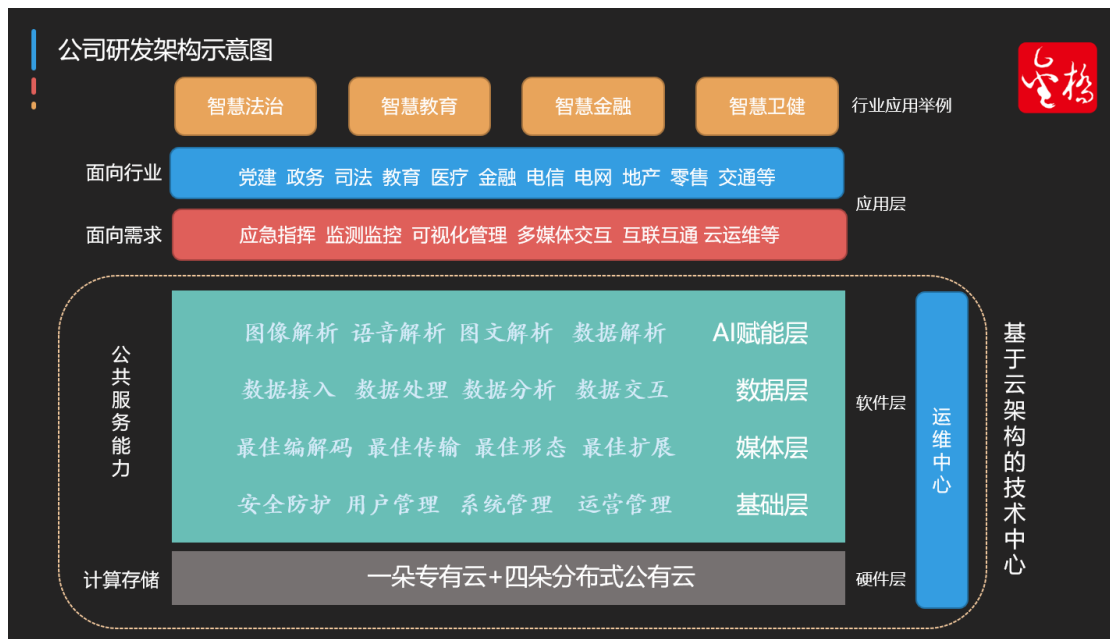 公司研发架构示意图
金桥
智慧法治 智慧教育 智慧金融 智慧卫健 行业应用举例
面向行业 党建 政务 司法 教育 医疗 金融 电信 电网 地产 零售 交通等
应用层
面向需求 应急指挥 监测监控 可视化管理 多媒体交互 互联互通 云运维等
公共服务能力
图像解析 语音解析 图文解析 数据解析 AI赋能层
数据接入 数据处理 数据分析 数据交互 数据层
软件层
最佳编解码 最佳传输 最佳形态 最佳扩展 媒体层
安全防护 用户管理 系统管理 运营管理 基础层
运维中心
基于云架构的技术中心
计算存储 一朵专有云+四朵分布式公有云 硬件层